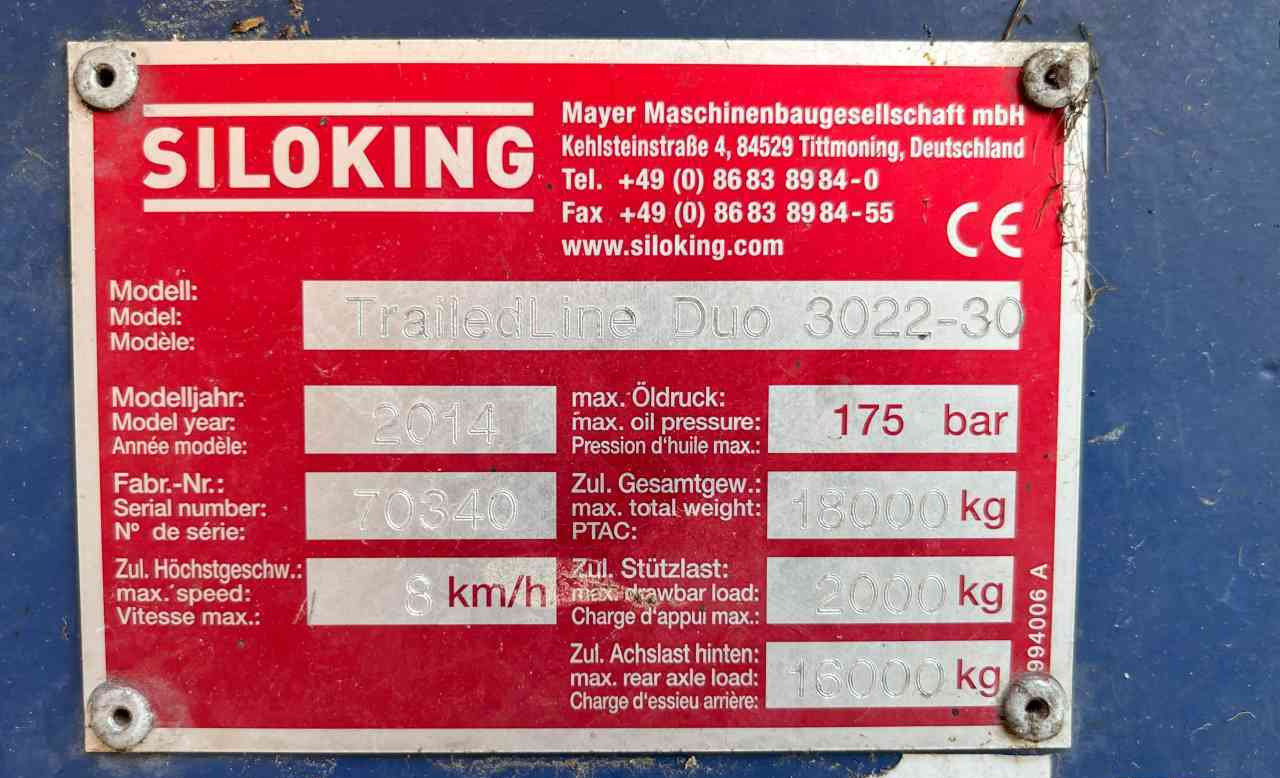 SILOKING
Mayer Maschinenbaugesellschaft mbH
Kehlsteinstraße 4, 84529 Tittmoning, Deutschland
Tel. +49 (0) 86 83 89 84 - 0
Fax +49 (0) 86 83 89 84 - 55
www.siloking.com
CE
Modell:
Model:
Modèle:
TrailedLine Duo 3022-30
Modelljahr:
Model year:
Année modèle:
2014
max. Öldruck:
max. oil pressure:
Pression d'huile max.:
175 bar
Fabr.-Nr.:
Serial number:
N° de série:
70340
Zul. Gesamtgew.:
max. total weight:
PTAC:
18000 kg
Zul. Höchstgeschw.:
max. speed:
Vitesse max.:
8 km/h
Zul. Stützlast:
max. drawbar load:
Charge d'appui max.:
2000 kg
Zul. Achslast hinten:
max. rear axle load:
Charge d'essieu arrière:
16000 kg
994006 A